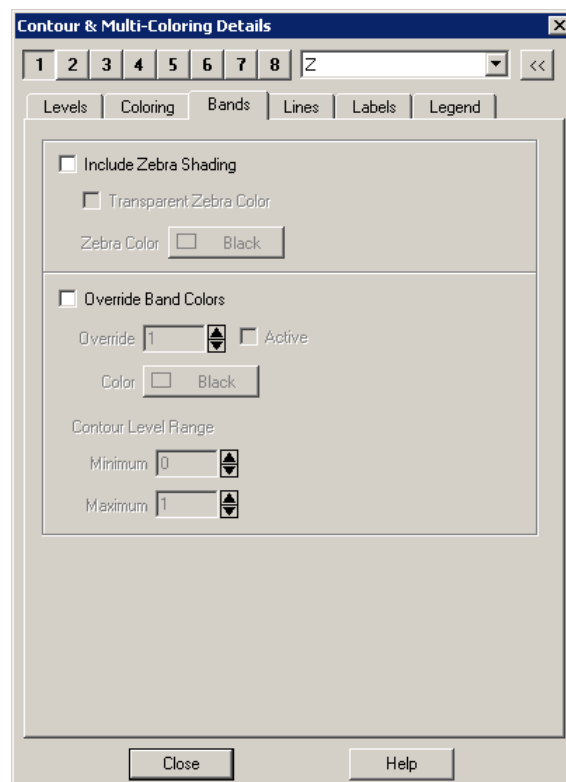 Contour & Multi-Coloring Details
1 2 3 4 5 6 7 8 Z <<
Levels Coloring Bands Lines Labels Legend
Include Zebra Shading
Transparent Zebra Color
Zebra Color Black
Override Band Colors
Override 1 Active
Color Black
Contour Level Range
Minimum 0
Maximum 1
Close Help